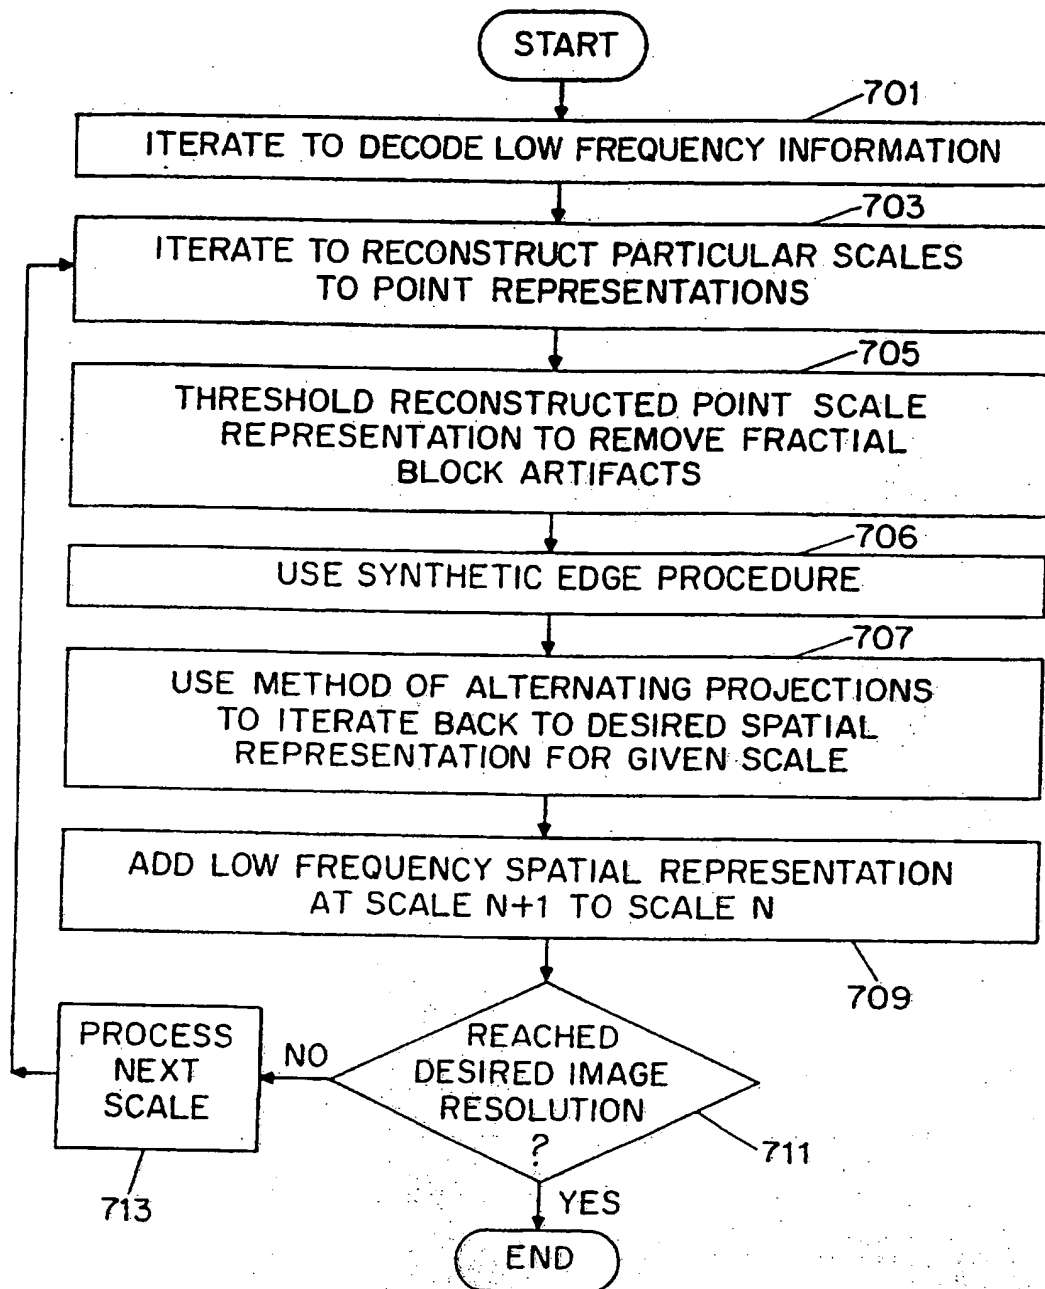 START
701
ITERATE TO DECODE LOW FREQUENCY INFORMATION
703
ITERATE TO RECONSTRUCT PARTICULAR SCALES
TO POINT REPRESENTATIONS
705
THRESHOLD RECONSTRUCTED POINT SCALE
REPRESENTATION TO REMOVE FRACTIAL
BLOCK ARTIFACTS
706
USE SYNTHETIC EDGE PROCEDURE
707
USE METHOD OF ALTERNATING PROJECTIONS
TO ITERATE BACK TO DESIRED SPATIAL
REPRESENTATION FOR GIVEN SCALE
ADD LOW FREQUENCY SPATIAL REPRESENTATION
AT SCALE N+1 TO SCALE N
709
REACHED
DESIRED IMAGE
RESOLUTION
?
711
NO
PROCESS
NEXT
SCALE
713
YES
END